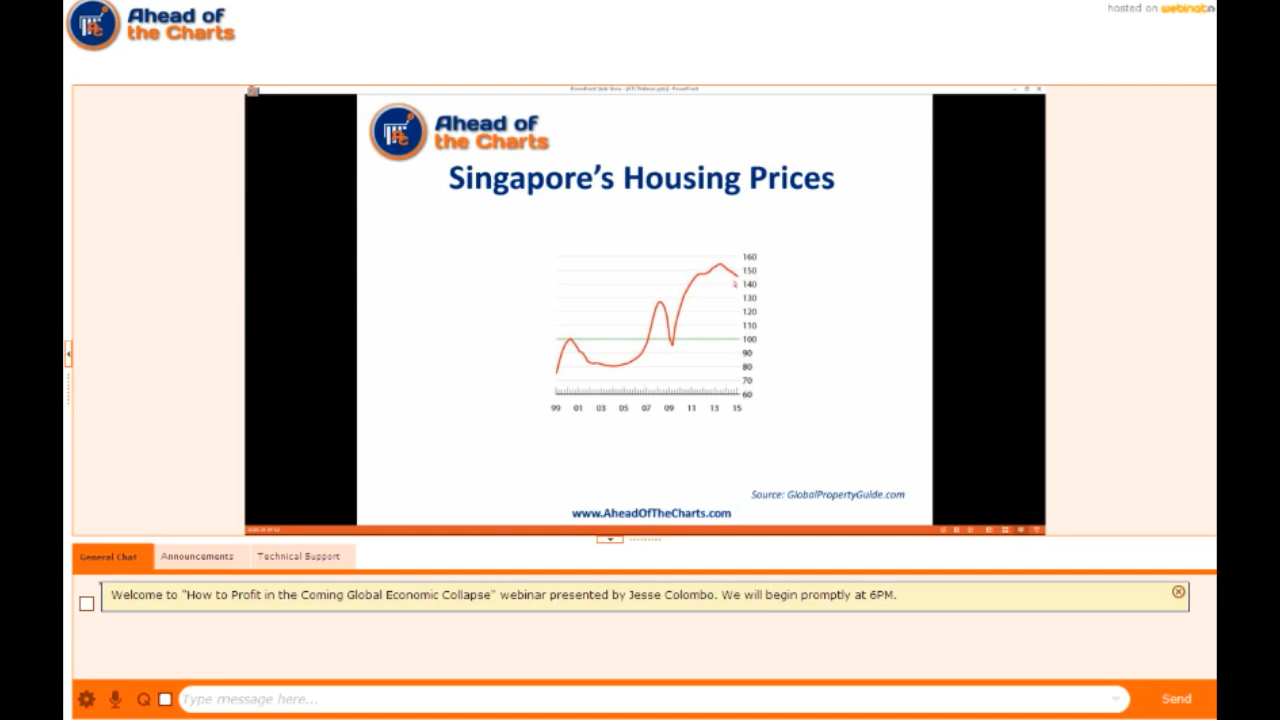 Ahead of
the Charts
hosted on
Ahead of
the Charts
Singapore's Housing Prices
160
150
140
130
120
110
100
90
80
70
60
99 01 03 05 07 09 11 13 15
Source: GlobalPropertyGuide.com
www.AheadOfTheCharts.com
General Chat Announcements Technical Support
Welcome to "How to Profit in the Coming Global Economic Collapse" webinar presented by Jesse Colombo. We will begin promptly at 6PM.
Type message here...
Send